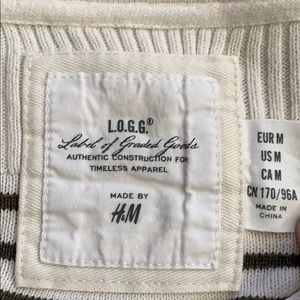 L.O.G.G.®
Label of Graded Goods
AUTHENTIC CONSTRUCTION FOR
TIMELESS APPAREL
MADE BY
H&M
EUR M
US M
CA M
CN 170/96A
MADE IN
CHINA